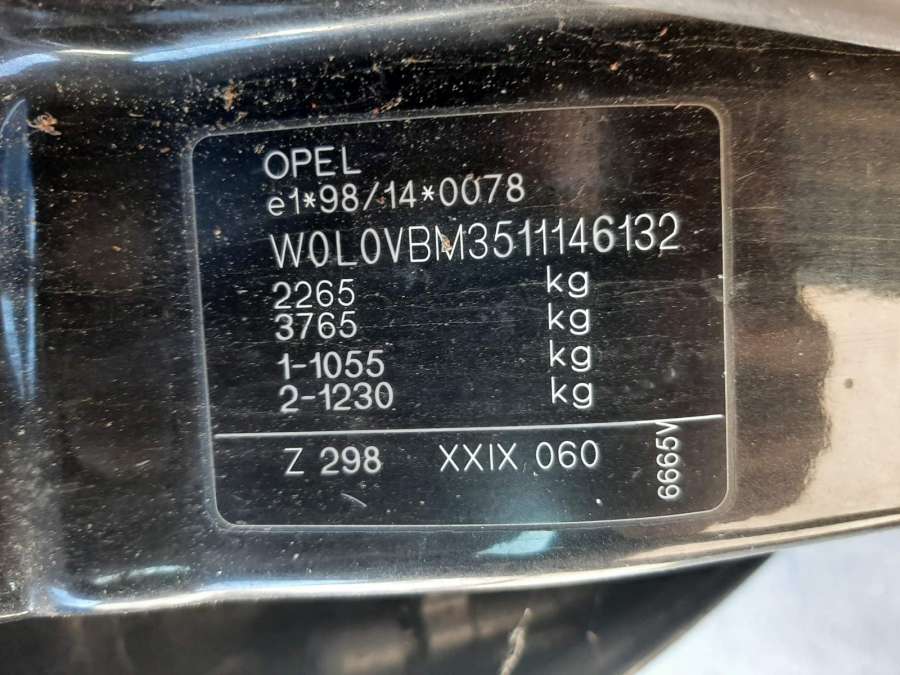 OPEL
e1*98/14*0078
W0L0VBM3511146132
2265 kg
3765 kg
1-1055 kg
2-1230 kg
Z 298 XXIX 060
6665V